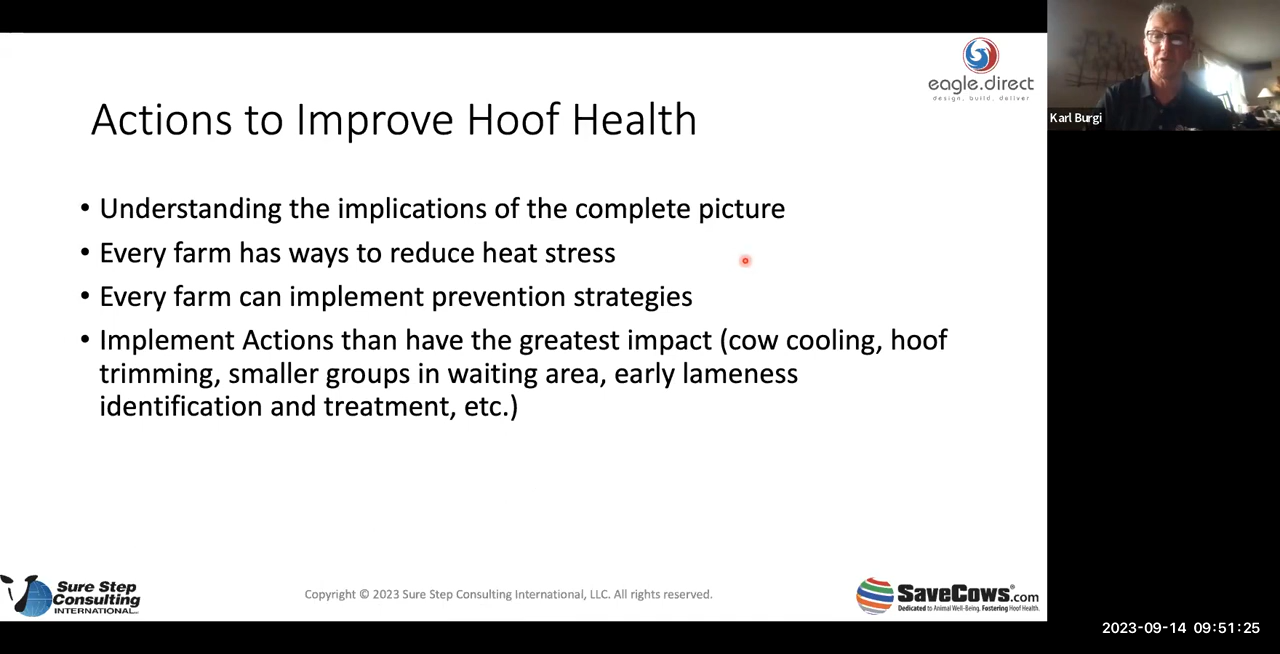 eagle.direct
design, build, deliver
Karl Burgi
Actions to Improve Hoof Health
• Understanding the implications of the complete picture
• Every farm has ways to reduce heat stress
• Every farm can implement prevention strategies
• Implement Actions than have the greatest impact (cow cooling, hoof
trimming, smaller groups in waiting area, early lameness
identification and treatment, etc.)
Sure Step
Consulting
INTERNATIONAL
Copyright © 2023 Sure Step Consulting International, LLC. All rights reserved.
SaveCows®.com
Dedicated to Animal Well-Being. Fostering Hoof Health.
2023-09-14 09:51:25